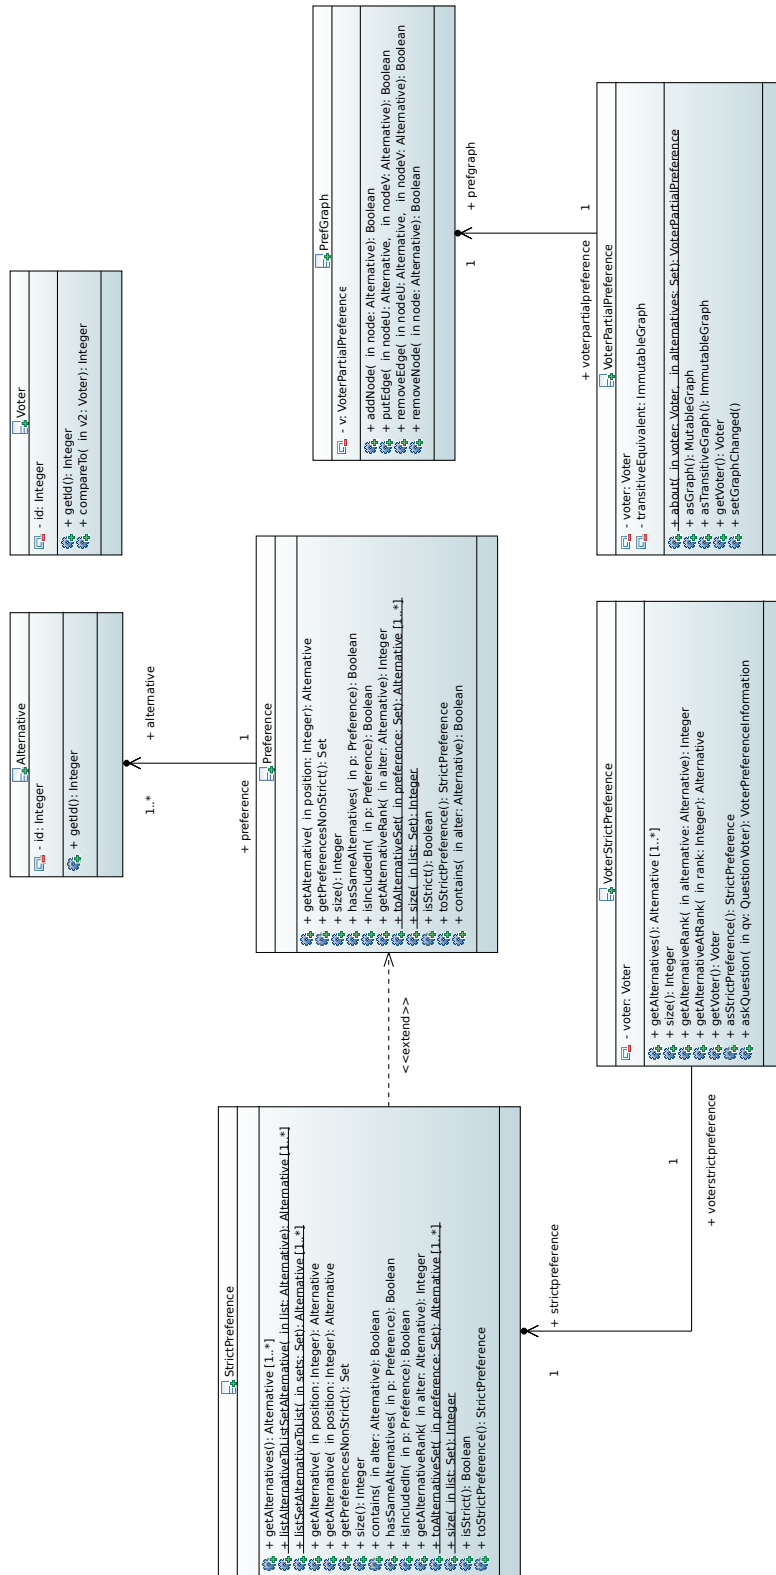 Alternative
- id: Integer
+ getId(): Integer
Voter
- id: Integer
+ getId(): Integer
+ compareTo( in v2: Voter): Integer
+ alternative
1..*
+ preference
1
StrictPreference
+ getAlternatives(): Alternative [1..*]
+ listAlternativeToListSetAlternative( in list: Alternative): Alternative [1..*]
+ listSetAlternativeToList( in sets: Set): Alternative [1..*]
+ getAlternative( in position: Integer): Alternative
+ getAlternative( in position: Integer): Alternative
+ getPreferencesNonStrict(): Set
+ size(): Integer
+ contains( in alter: Alternative): Boolean
+ hasSameAlternatives( in p: Preference): Boolean
+ isIncludedIn( in p: Preference): Boolean
+ getAlternativeRank( in alter: Alternative): Integer
+ toAlternativeSet( in preference: Set): Alternative [1..*]
+ size( in list: Set): Integer
+ isStrict(): Boolean
+ toStrictPreference(): StrictPreference
<<extend>>
Preference
+ getAlternative( in position: Integer): Alternative
+ getPreferencesNonStrict(): Set
+ size(): Integer
+ hasSameAlternatives( in p: Preference): Boolean
+ isIncludedIn( in p: Preference): Boolean
+ getAlternativeRank( in alter: Alternative): Integer
+ toAlternativeSet( in preference: Set): Alternative [1..*]
+ size( in list: Set): Integer
+ isStrict(): Boolean
+ toStrictPreference(): StrictPreference
+ contains( in alter: Alternative): Boolean
PrefGraph
- v: VoterPartialPreference
+ addNode( in node: Alternative): Boolean
+ putEdge( in nodeU: Alternative, in nodeV: Alternative): Boolean
+ removeEdge( in nodeU: Alternative, in nodeV: Alternative): Boolean
+ removeNode( in node: Alternative): Boolean
+ prefgraph
1
+ voterpartialpreference
1
+ strictpreference
1
+ voterstrictpreference
1
VoterStrictPreference
- voter: Voter
+ getAlternatives(): Alternative [1..*]
+ size(): Integer
+ getAlternativeRank( in alternative: Alternative): Integer
+ getAlternativeAtRank( in rank: Integer): Alternative
+ getVoter(): Voter
+ asStrictPreference(): StrictPreference
+ askQuestion( in qv: QuestionVoter): VoterPreferenceInformation
VoterPartialPreference
- voter: Voter
- transitiveEquivalent: ImmutableGraph
+ about( in voter: Voter, in alternatives: Set): VoterPartialPreference
+ asGraph(): MutableGraph
+ asTransitiveGraph(): ImmutableGraph
+ getVoter(): Voter
+ setGraphChanged()